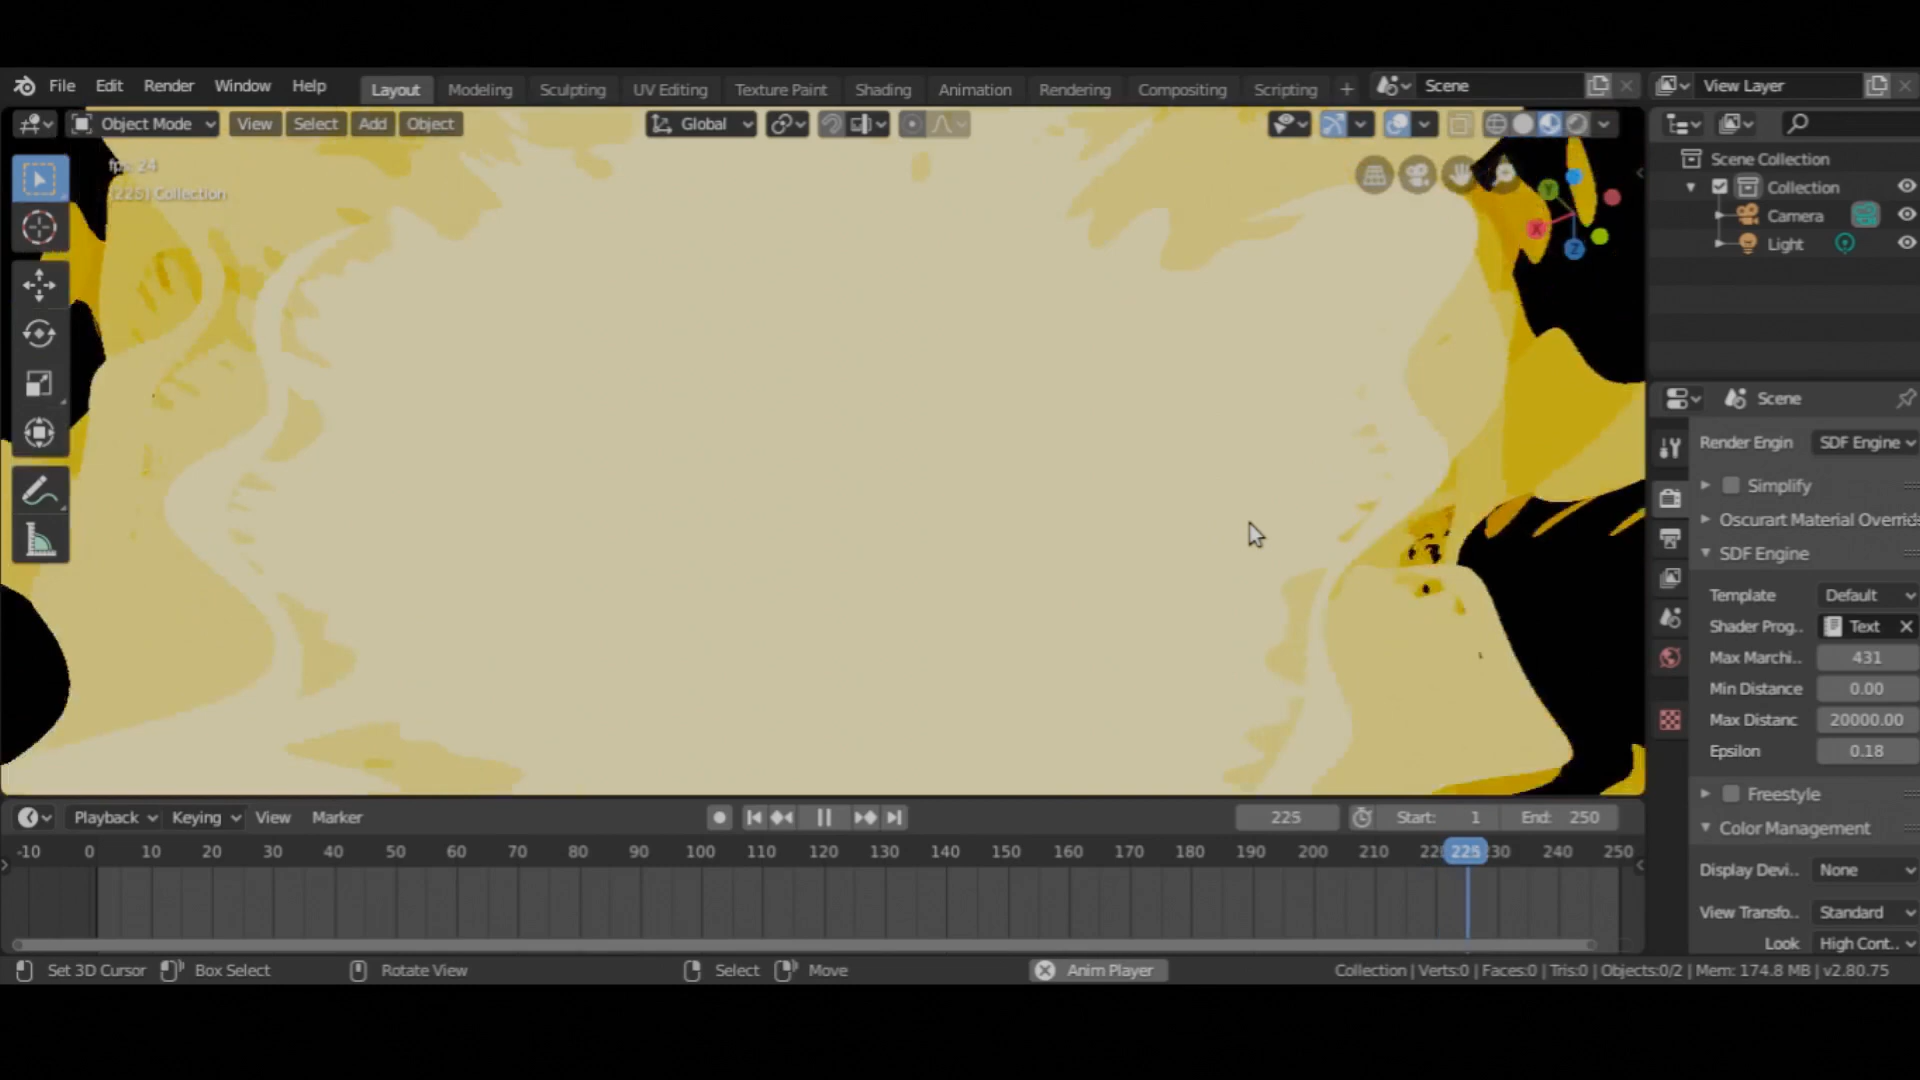 File Edit Render Window Help Layout Modeling Sculpting UV Editing Texture Paint Shading Animation Rendering Compositing Scripting + Scene View Layer
Object Mode View Select Add Object Global
fps: 24
(225) Collection
Y
X
Z
Scene Collection
Collection
Camera
Light
Scene
Render Engin SDF Engine
Simplify
Oscurart Material Overric
SDF Engine
Template Default
Shader Prog.. Text
Max Marchi.. 431
Min Distance 0.00
Max Distanc 20000.00
Epsilon 0.18
Freestyle
Color Management
Display Devi.. None
View Transfo.. Standard
Look High Cont..
Playback Keying View Marker 225 Start: 1 End: 250
-10 0 10 20 30 40 50 60 70 80 90 100 110 120 130 140 150 160 170 180 190 200 210 225 240 250
Set 3D Cursor Box Select Rotate View Select Move Anim Player Collection | Verts:0 | Faces:0 | Tris:0 | Objects:0/2 | Mem: 174.8 MB | v2.80.75